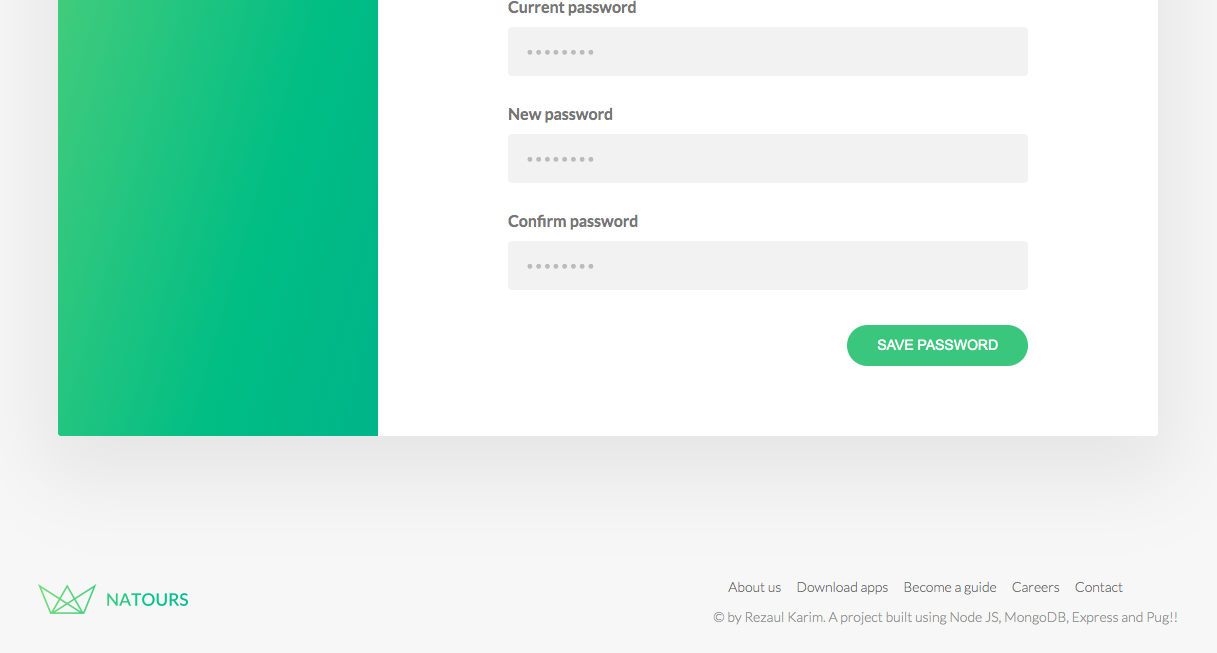 Current password
••••••••
New password
••••••••
Confirm password
••••••••
SAVE PASSWORD
NATOURS
About us Download apps Become a guide Careers Contact
© by Rezaul Karim. A project built using Node JS, MongoDB, Express and Pug!!